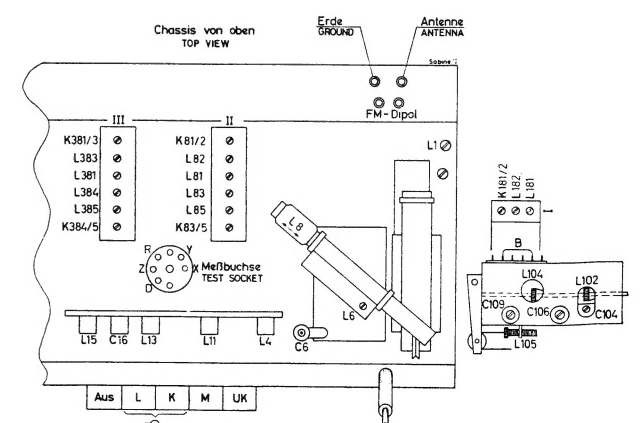 Chassis von oben
TOP VIEW
Erde
GROUND
Antenne
ANTENNA
FM-Dipol
III
K381/3
L383
L381
L384
L385
K384/5
II
K81/2
L82
L81
L83
L85
K83/5
L1
R
Y
Z
X
D
Meßbuchse
TEST SOCKET
L8
L6
C6
L15
C16
L13
L11
L4
Aus
L
K
M
UK
K181/2
L182
L181
I
B
L104
L102
C109
C106
C104
L105